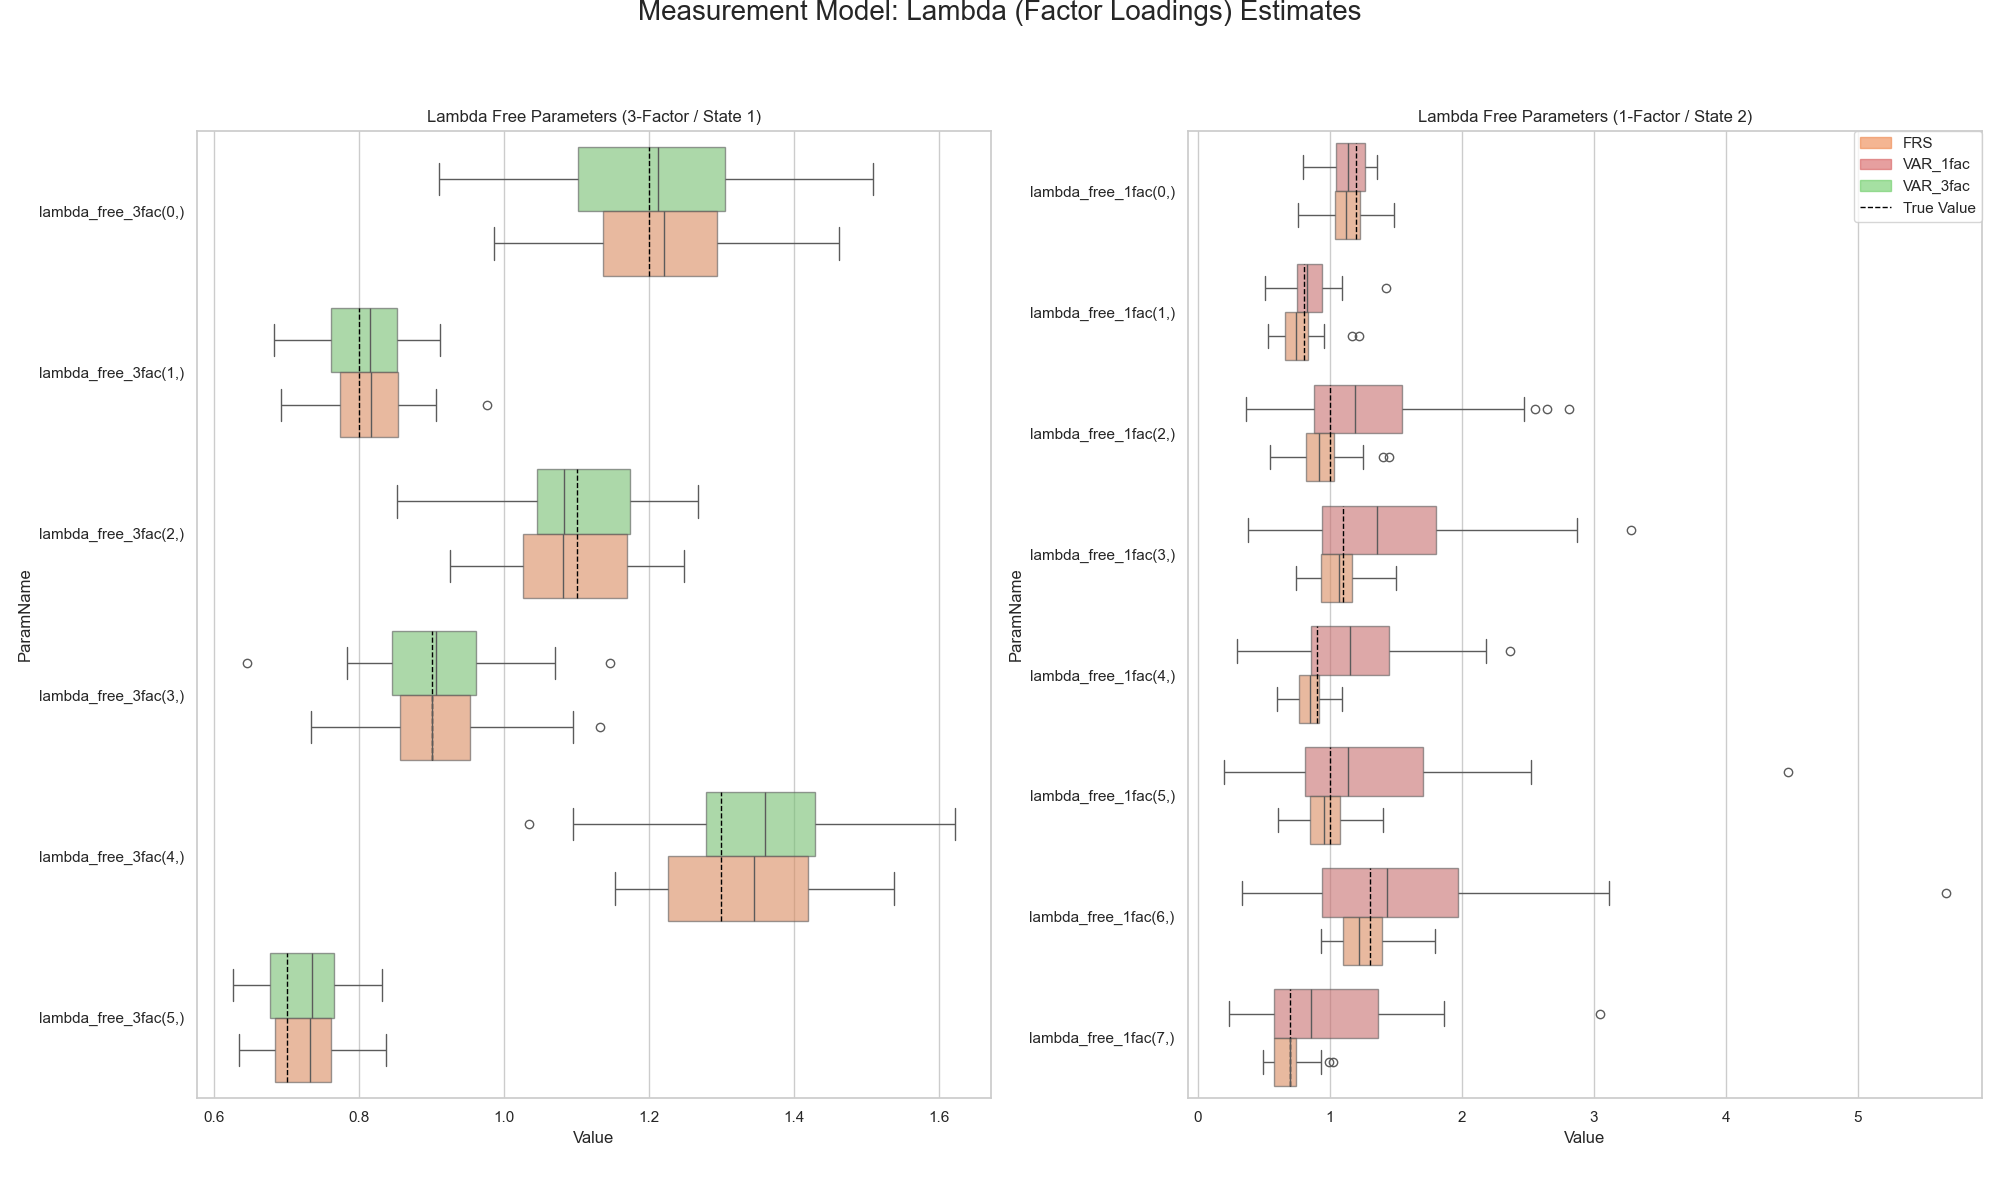 Measurement Model: Lambda (Factor Loadings) Estimates
Lambda Free Parameters (3-Factor / State 1)
ParamName
lambda_free_3fac(0,)
lambda_free_3fac(1,)
lambda_free_3fac(2,)
lambda_free_3fac(3,)
lambda_free_3fac(4,)
lambda_free_3fac(5,)
0.6 0.8 1.0 1.2 1.4 1.6
Value
Lambda Free Parameters (1-Factor / State 2)
FRS
VAR_1fac
VAR_3fac
True Value
ParamName
lambda_free_1fac(0,)
lambda_free_1fac(1,)
lambda_free_1fac(2,)
lambda_free_1fac(3,)
lambda_free_1fac(4,)
lambda_free_1fac(5,)
lambda_free_1fac(6,)
lambda_free_1fac(7,)
0 1 2 3 4 5
Value